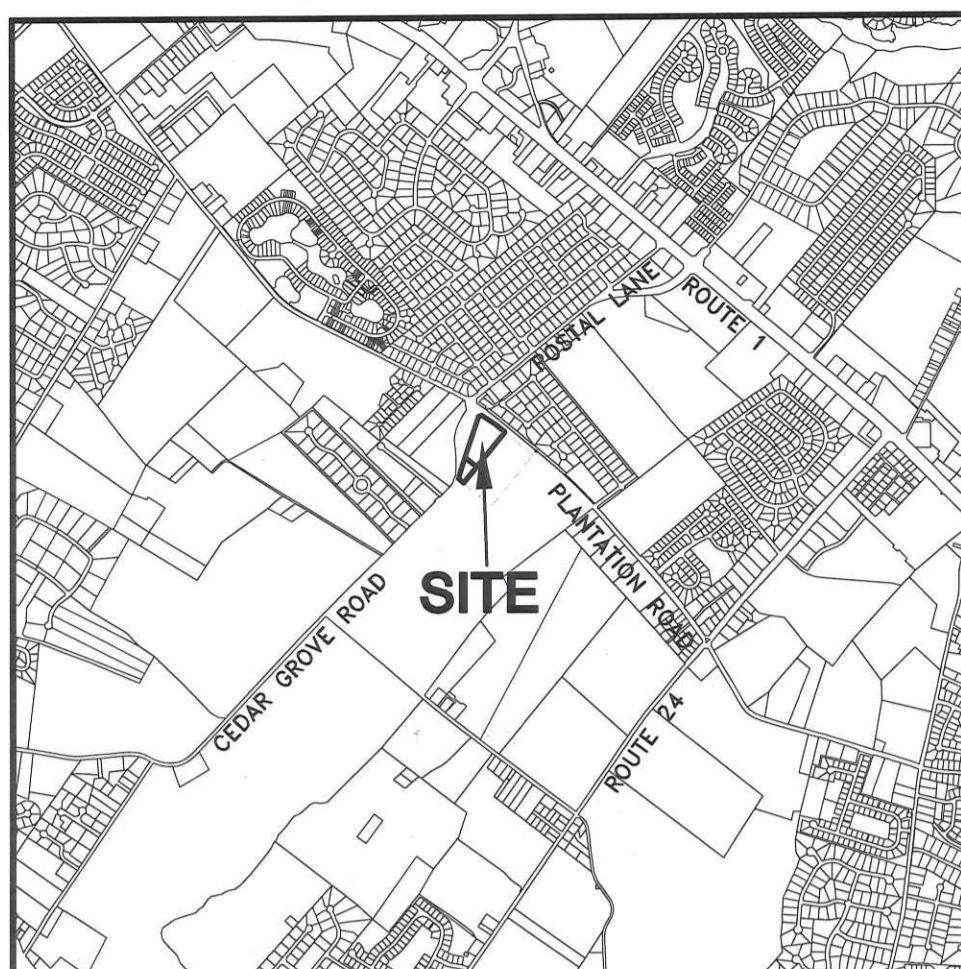 POSTAL LANE
ROUTE 1
PLANTATION ROAD
SITE
CEDAR GROVE ROAD
ROUTE 24